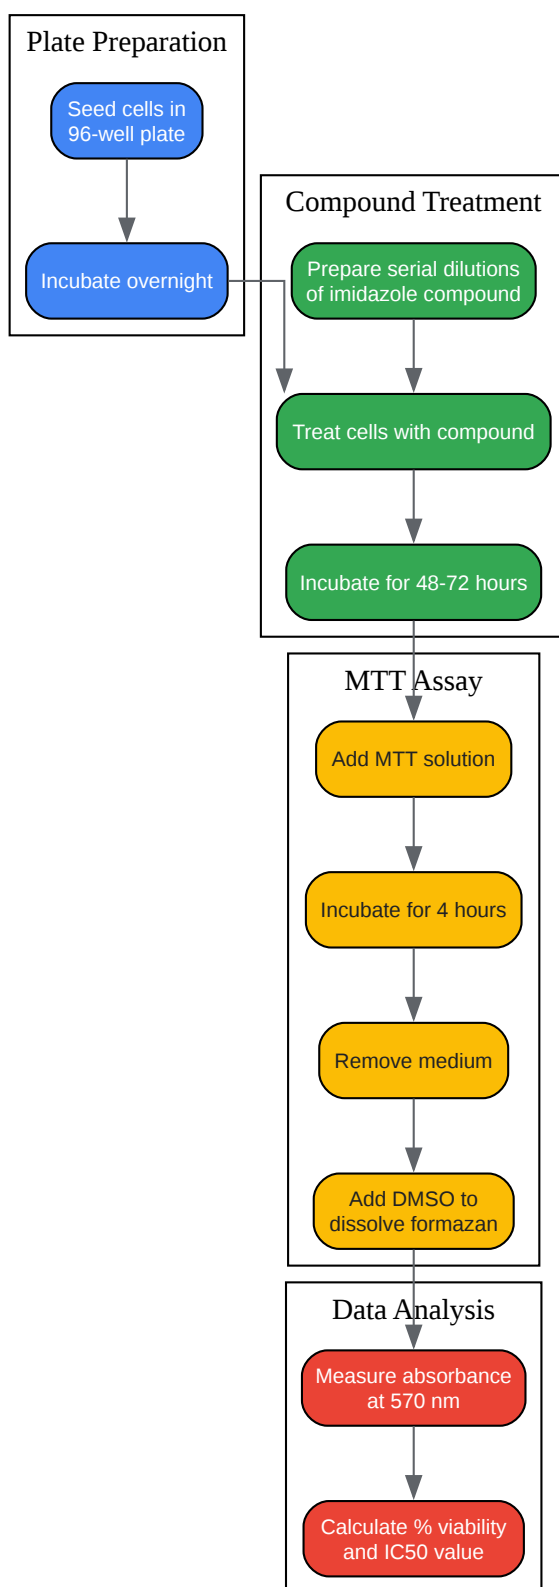 Plate Preparation
Seed cells in
96-well plate
Incubate overnight
Compound Treatment
Prepare serial dilutions
of imidazole compound
Treat cells with compound
Incubate for 48-72 hours
MTT Assay
Add MTT solution
Incubate for 4 hours
Remove medium
Add DMSO to
dissolve formazan
Data Analysis
Measure absorbance
at 570 nm
Calculate % viability
and IC50 value